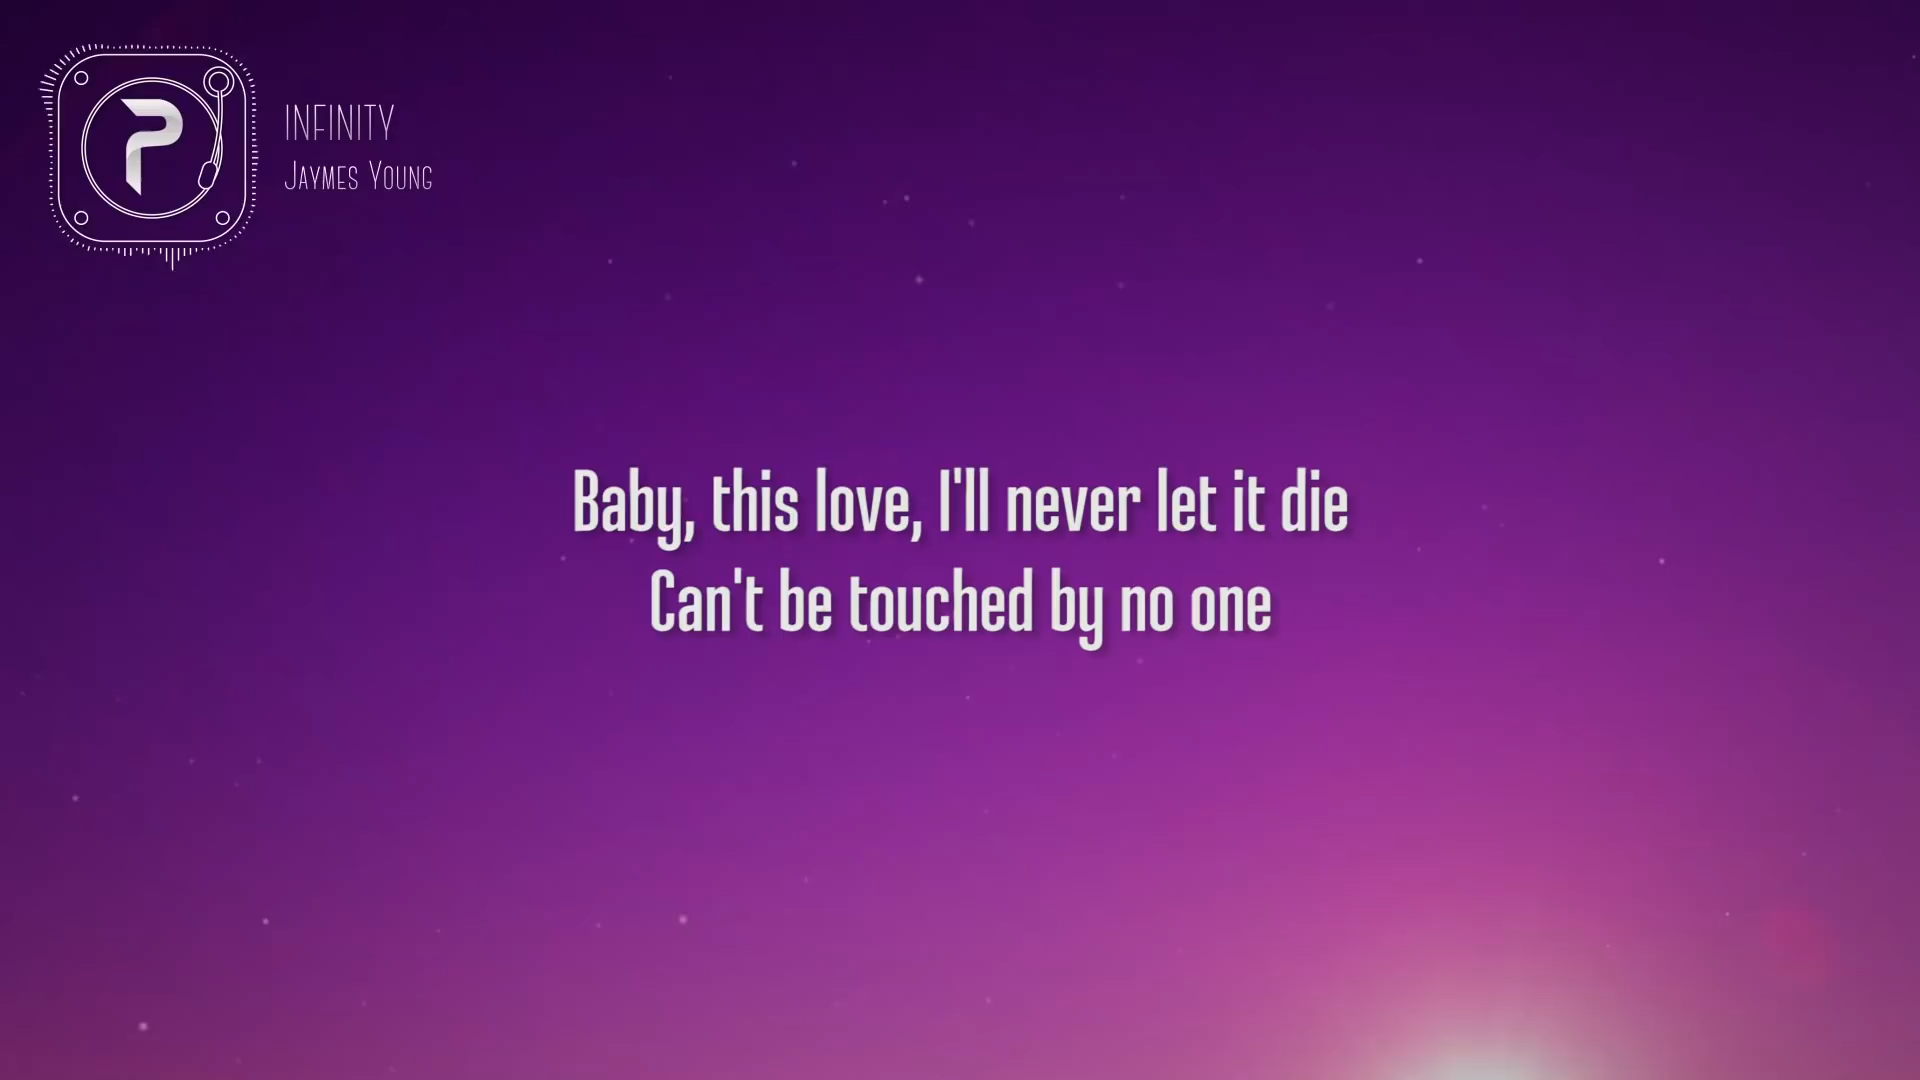 INFINITY
Jaymes Young
Baby, this love, I'll never let it die
Can't be touched by no one